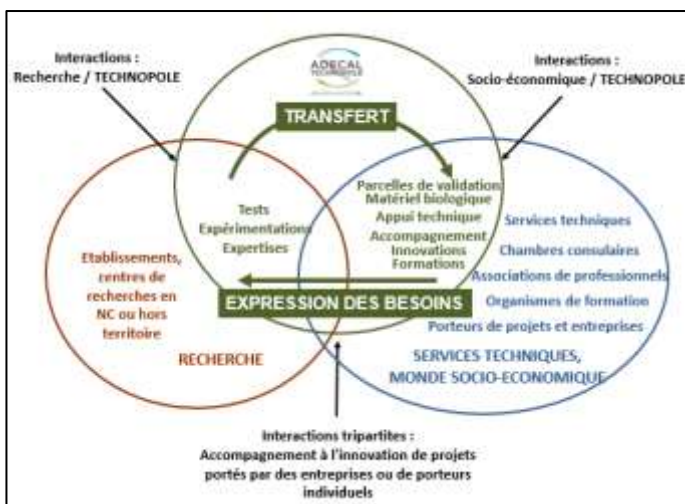 Interactions :
Recherche / TECHNOPOLE
Interactions :
Socio-économique / TECHNOPOLE
ADECAL
TECHNOPOLE
TRANSFERT
Tests
Expérimentations
Expertises
Parcelles de validation
Matériel biologique
Appui technique
Accompagnement
Innovations
Formations
Services techniques
Chambres consulaires
Associations de professionnels
Organismes de formation
Porteurs de projets et entreprises
Etablissements,
centres de
recherches en
NC ou hors
territoire
EXPRESSION DES BESOINS
RECHERCHE
SERVICES TECHNIQUES,
MONDE SOCIO-ECONOMIQUE
Interactions tripartites :
Accompagnement à l'innovation de projets
portés par des entreprises ou de porteurs
individuels